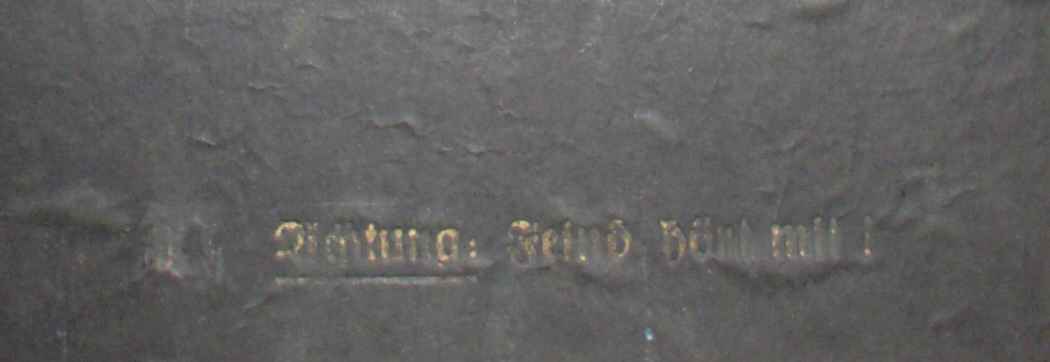 Achtung: Feind hört mit!